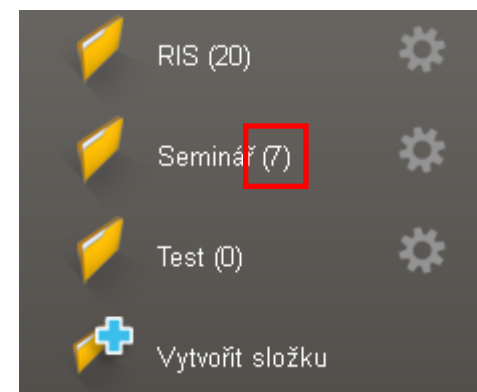 RIS (20)
Seminář (7)
Test (0)
Vytvořit složku